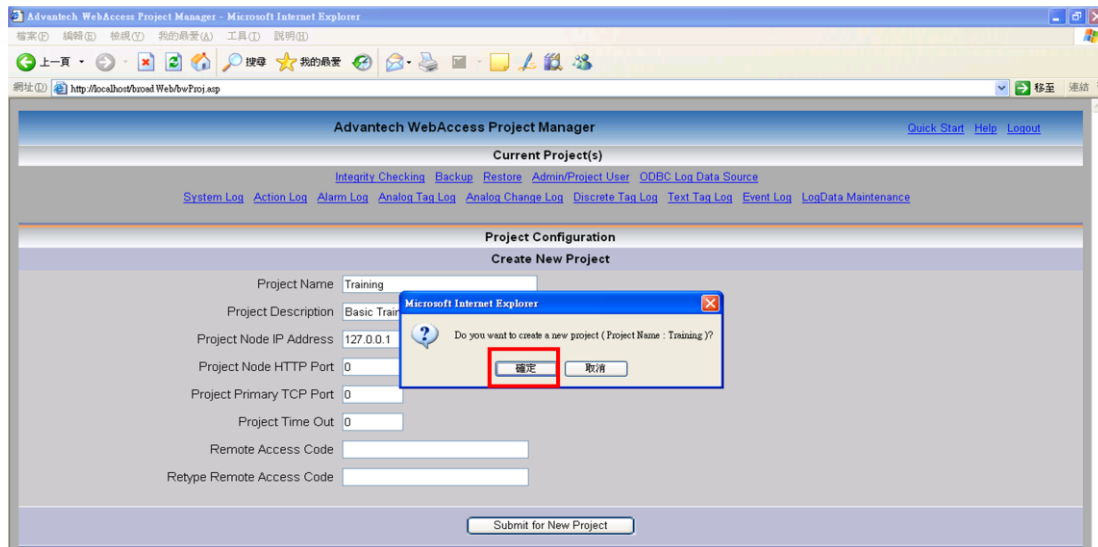 Advantech WebAccess Project Manager - Microsoft Internet Explorer
檔案(F) 編輯(E) 檢視(V) 我的最愛(A) 工具(T) 說明(H)
上一頁 搜尋 我的最愛
網址(D) http://localhost/broadWeb/bwProj.asp 移至 連結
Advantech WebAccess Project Manager Quick Start Help Logout
Current Project(s)
Integrity Checking Backup Restore Admin/Project User ODBC Log Data Source
System Log Action Log Alarm Log Analog Tag Log Analog Change Log Discrete Tag Log Text Tag Log Event Log LogData Maintenance
Project Configuration
Create New Project
Project Name Training
Project Description Basic Train
Project Node IP Address 127.0.0.1
Project Node HTTP Port 0
Project Primary TCP Port 0
Project Time Out 0
Remote Access Code
Retype Remote Access Code
Submit for New Project
Microsoft Internet Explorer
Do you want to create a new project ( Project Name : Training )?
確定 取消